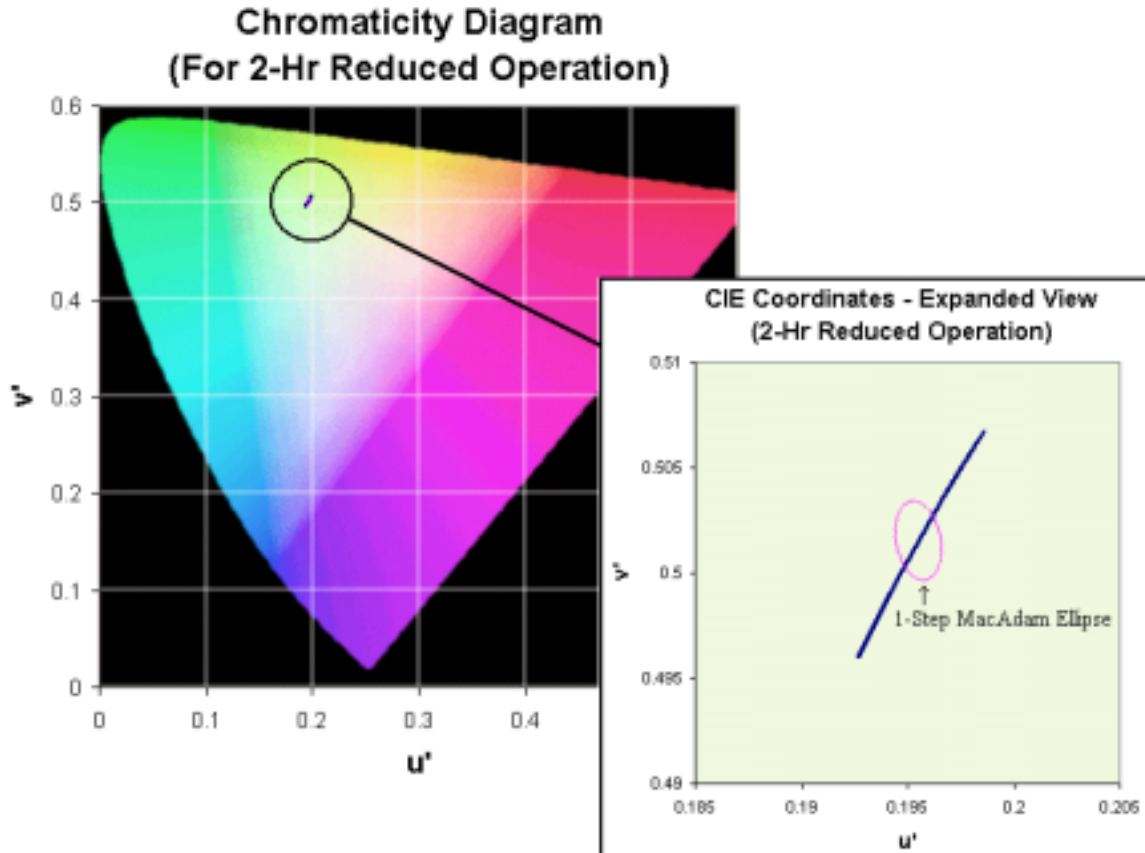 Chromaticity Diagram
(For 2-Hr Reduced Operation)
0.6
0.5
0.4
0.3
0.2
0.1
0
v'
0
0.1
0.2
0.3
0.4
u'
CIE Coordinates - Expanded View
(2-Hr Reduced Operation)
0.51
0.505
0.5
0.495
0.49
v'
↑
1-Step MacAdam Ellipse
0.185
0.19
0.195
0.2
0.205
u'